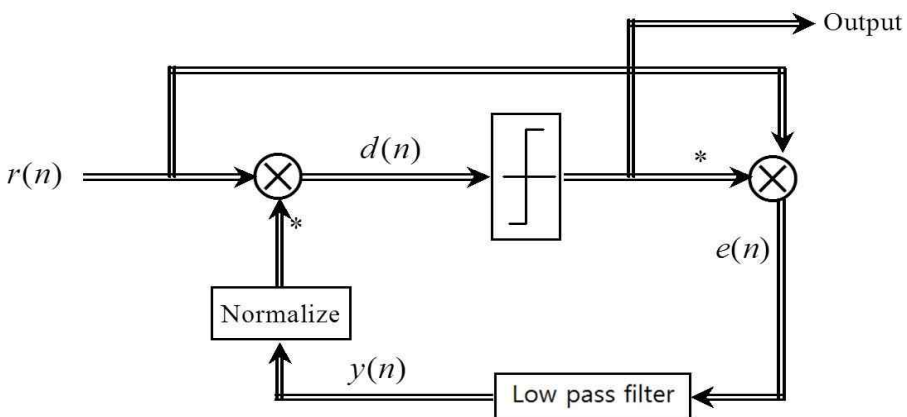 Output
r(n)
d(n)
*
*
e(n)
Normalize
y(n)
Low pass filter